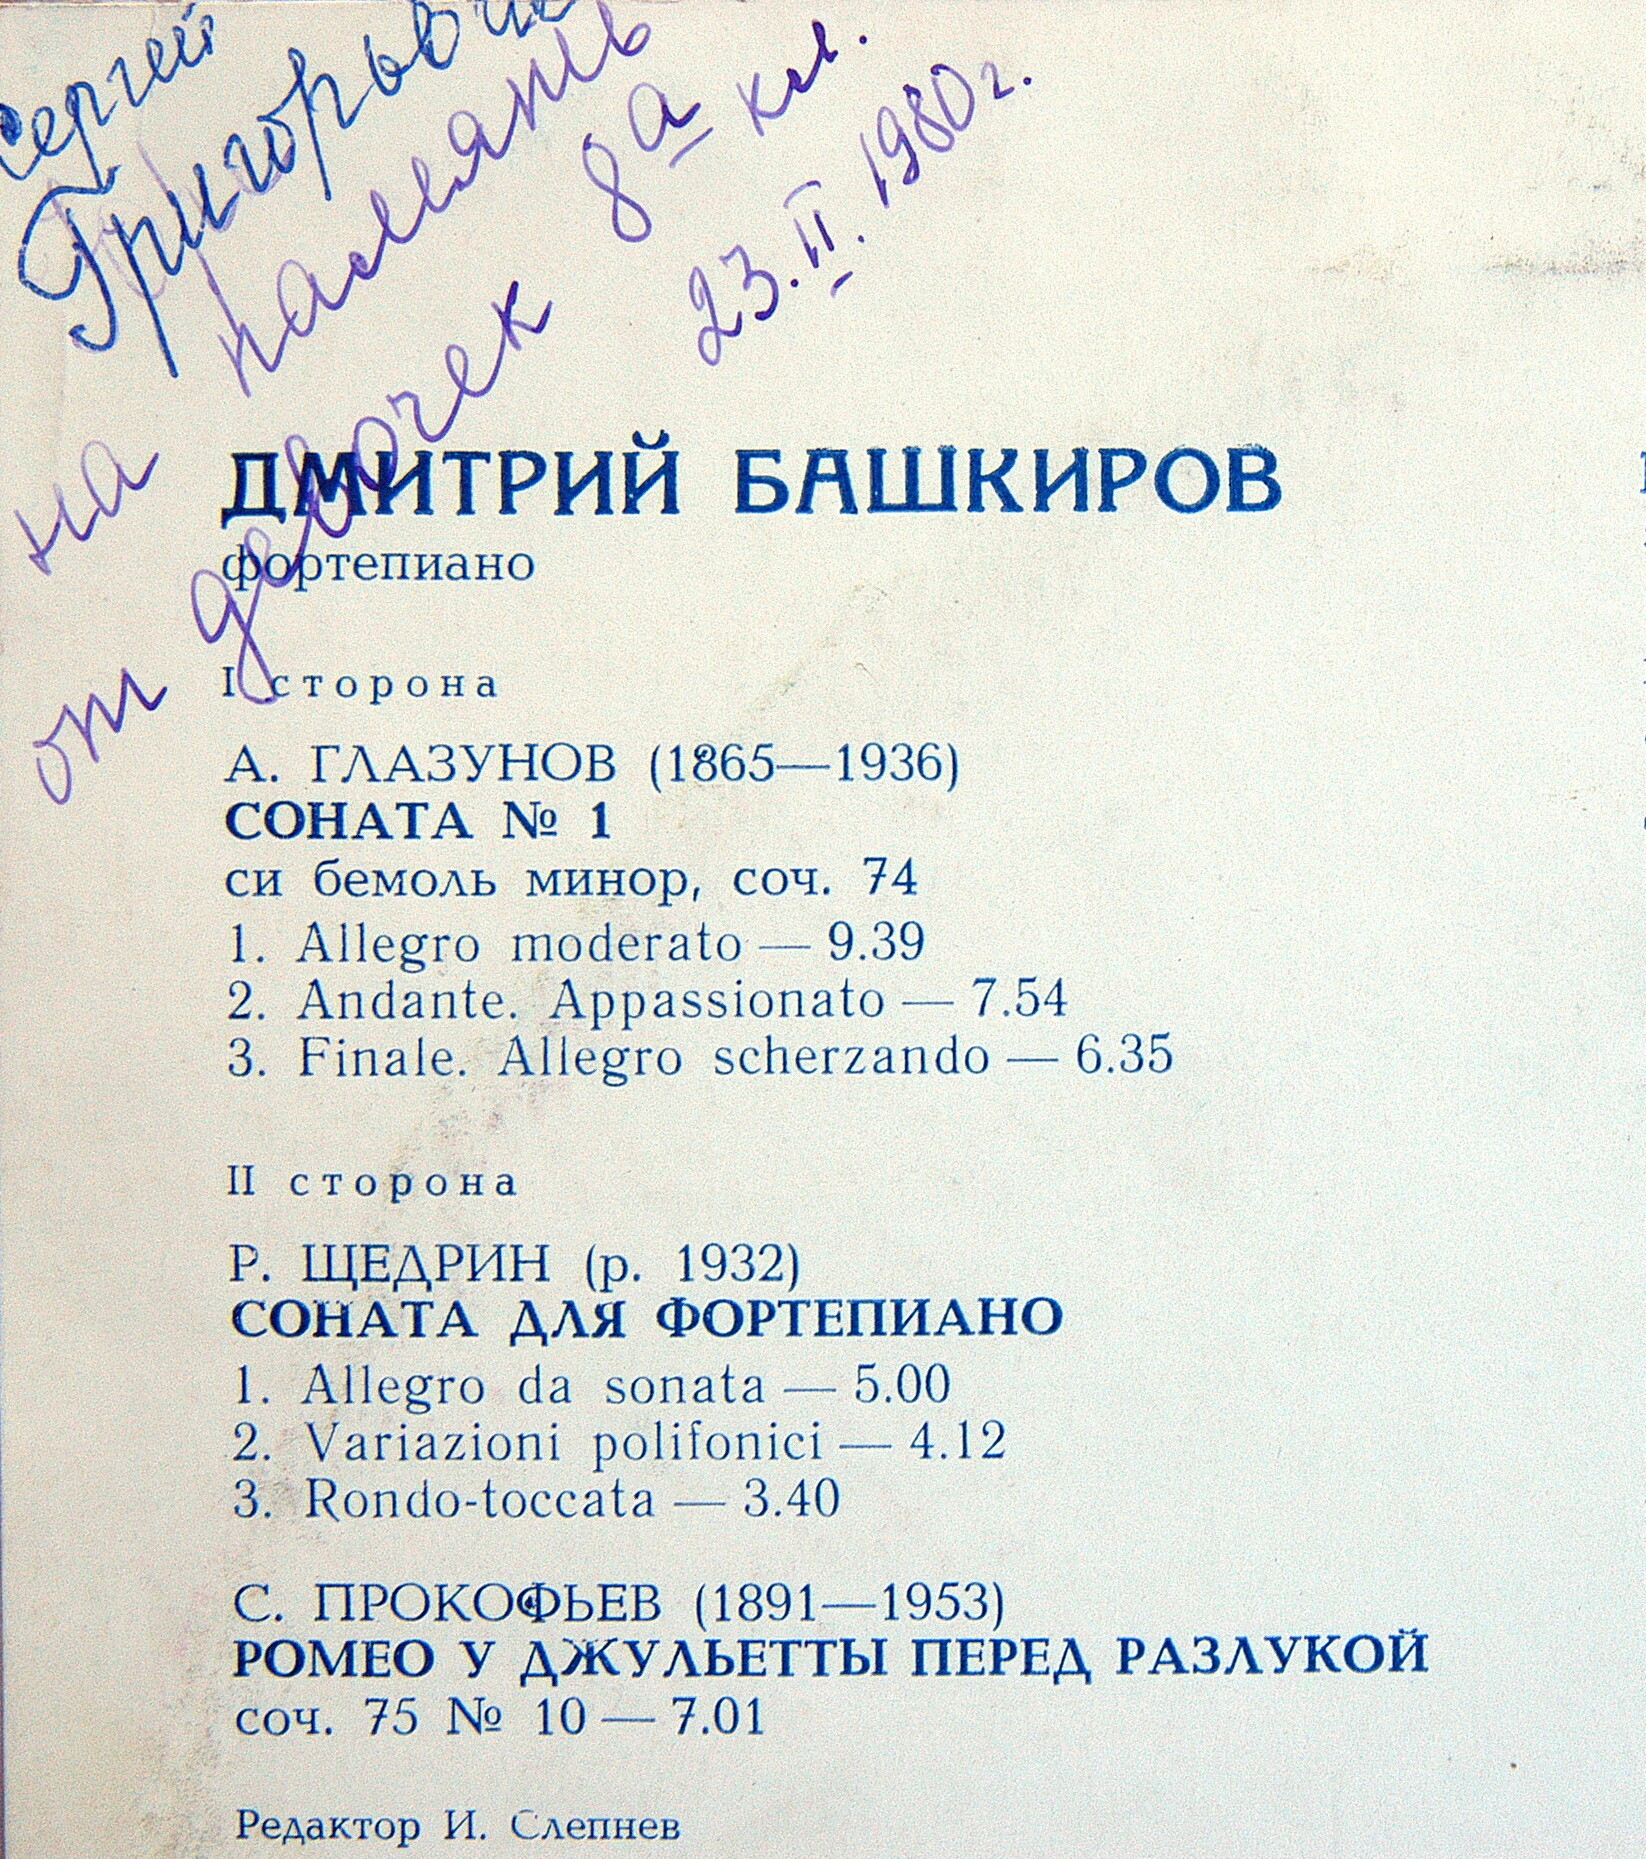 Сергей
Григорьевич
на память
от девочек 8а кл.
23.II.1980г.
ДМИТРИЙ БАШКИРОВ
фортепиано
I сторона
А. ГЛАЗУНОВ (1865—1936)
СОНАТА № 1
си бемоль минор, соч. 74
1. Allegro moderato — 9.39
2. Andante. Appassionato — 7.54
3. Finale. Allegro scherzando — 6.35
II сторона
Р. ЩЕДРИН (р. 1932)
СОНАТА ДЛЯ ФОРТЕПИАНО
1. Allegro da sonata — 5.00
2. Variazioni polifonici — 4.12
3. Rondo-toccata — 3.40
С. ПРОКОФЬЕВ (1891—1953)
РОМЕО У ДЖУЛЬЕТТЫ ПЕРЕД РАЗЛУКОЙ
соч. 75 № 10 — 7.01
Редактор И. Слепнев